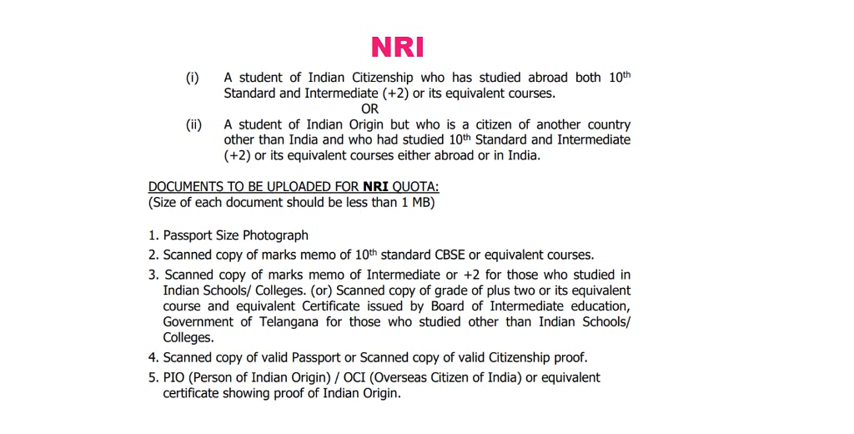 NRI
(i) A student of Indian Citizenship who has studied abroad both 10th
Standard and Intermediate (+2) or its equivalent courses.
OR
(ii) A student of Indian Origin but who is a citizen of another country
other than India and who had studied 10th Standard and Intermediate
(+2) or its equivalent courses either abroad or in India.
DOCUMENTS TO BE UPLOADED FOR NRI QUOTA:
(Size of each document should be less than 1 MB)
1. Passport Size Photograph
2. Scanned copy of marks memo of 10th standard CBSE or equivalent courses.
3. Scanned copy of marks memo of Intermediate or +2 for those who studied in
Indian Schools/ Colleges. (or) Scanned copy of grade of plus two or its equivalent
course and equivalent Certificate issued by Board of Intermediate education,
Government of Telangana for those who studied other than Indian Schools/
Colleges.
4. Scanned copy of valid Passport or Scanned copy of valid Citizenship proof.
5. PIO (Person of Indian Origin) / OCI (Overseas Citizen of India) or equivalent
certificate showing proof of Indian Origin.